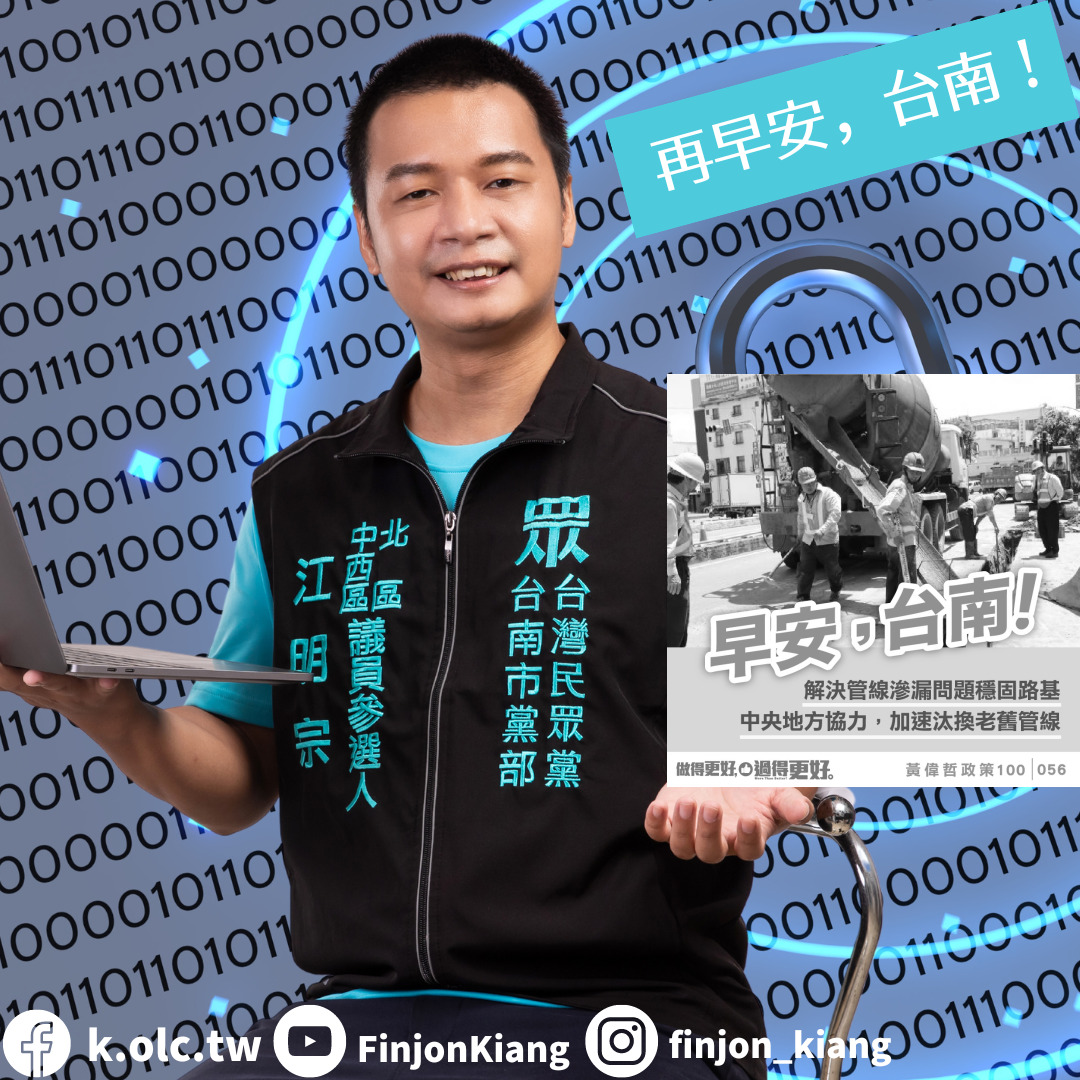 再早安，台南！
北區
中西區
議員參選人
江明宗
眾
台灣民眾黨
台南市黨部
早安，台南！
解決管線滲漏問題穩固路基
中央地方協力，加速汰換老舊管線
做得更好，過得更好。
黃偉哲政策100｜056
k.olc.tw
FinjonKiang
finjon_kiang